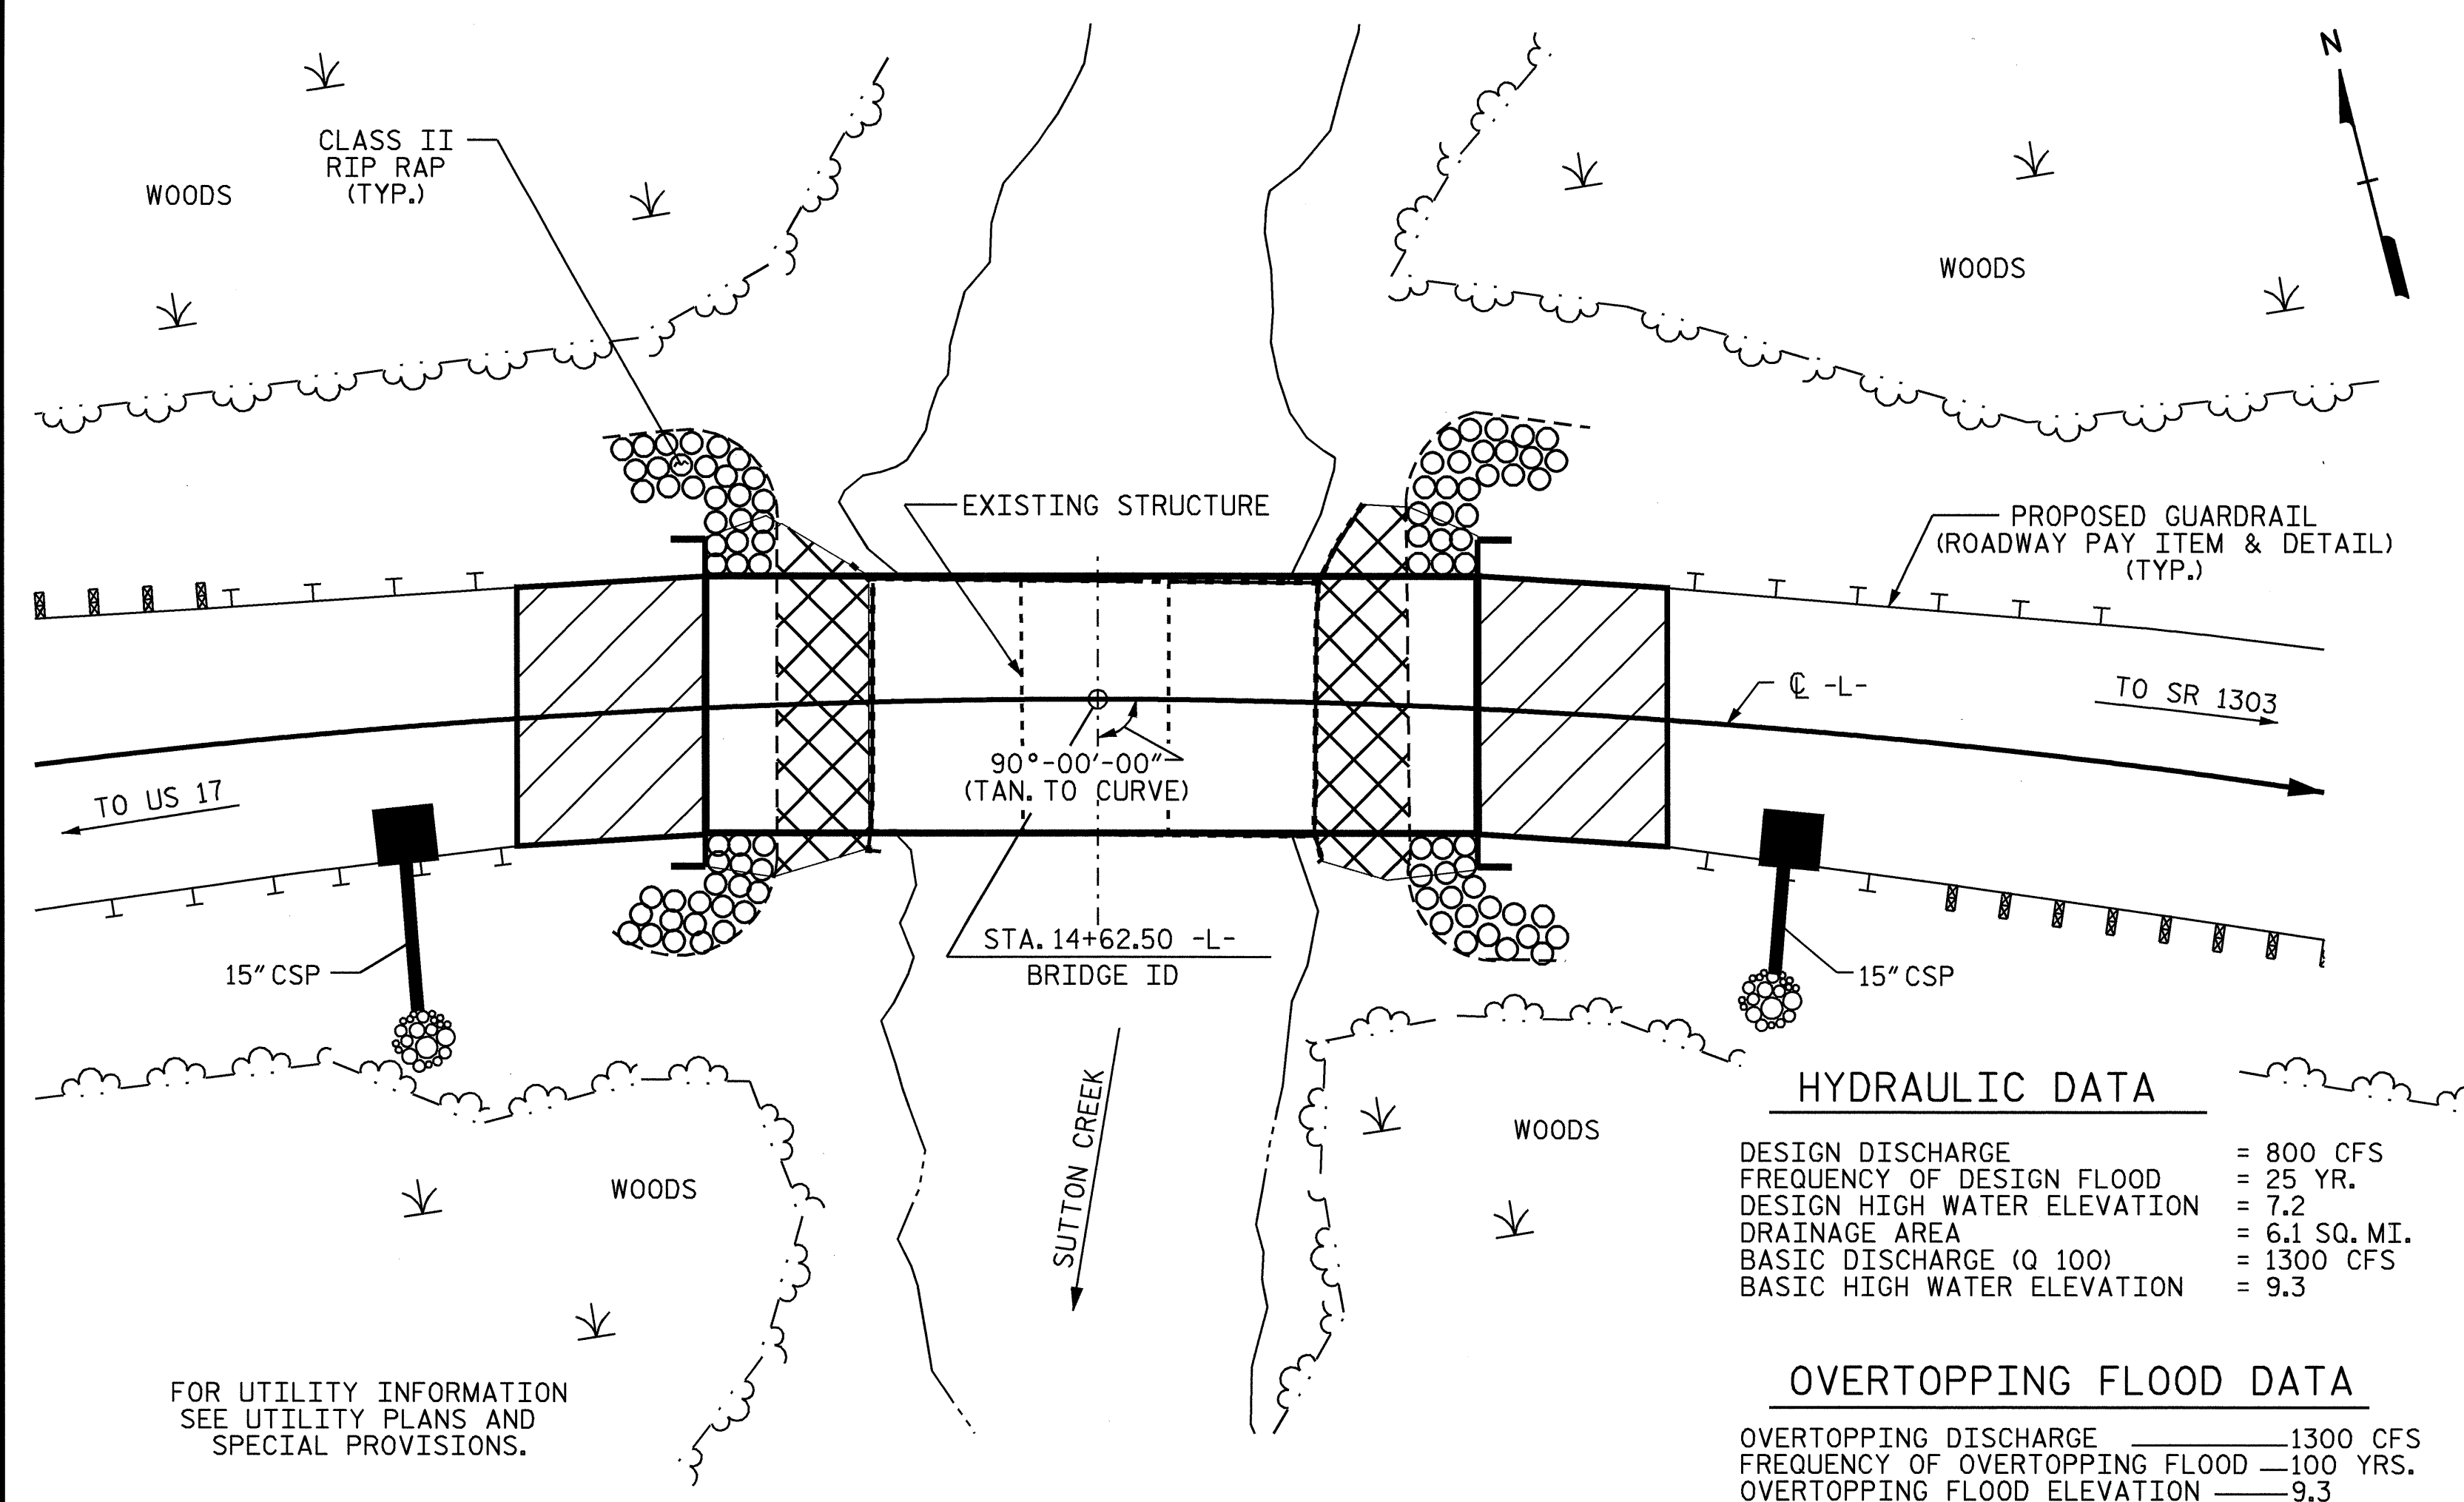 N
CLASS II
RIP RAP
(TYP.)
WOODS
WOODS
EXISTING STRUCTURE
PROPOSED GUARDRAIL
(ROADWAY PAY ITEM & DETAIL)
(TYP.)
℄ -L-
TO SR 1303
90°-00'-00"
(TAN. TO CURVE)
TO US 17
STA. 14+62.50 -L-
BRIDGE ID
15" CSP
15" CSP
SUTTON CREEK
WOODS
WOODS
HYDRAULIC DATA
DESIGN DISCHARGE = 800 CFS
FREQUENCY OF DESIGN FLOOD = 25 YR.
DESIGN HIGH WATER ELEVATION = 7.2
DRAINAGE AREA = 6.1 SQ. MI.
BASIC DISCHARGE (Q 100) = 1300 CFS
BASIC HIGH WATER ELEVATION = 9.3
FOR UTILITY INFORMATION
SEE UTILITY PLANS AND
SPECIAL PROVISIONS.
OVERTOPPING FLOOD DATA
OVERTOPPING DISCHARGE 1300 CFS
FREQUENCY OF OVERTOPPING FLOOD 100 YRS.
OVERTOPPING FLOOD ELEVATION 9.3